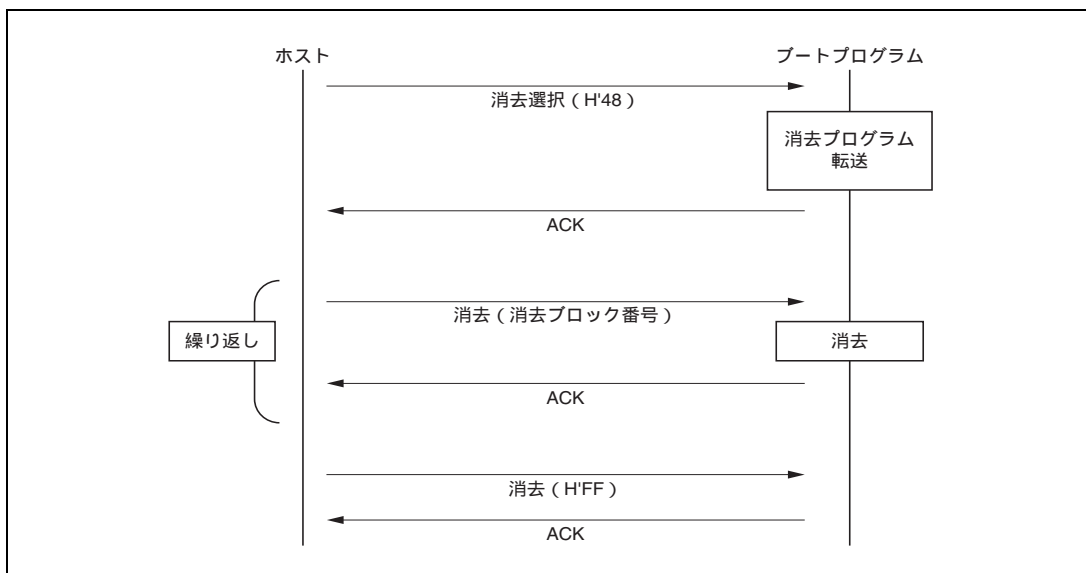 ホスト
ブートプログラム
消去選択（H'48）
消去プログラム
転送
ACK
消去（消去ブロック番号）
繰り返し
消去
ACK
消去（H'FF）
ACK